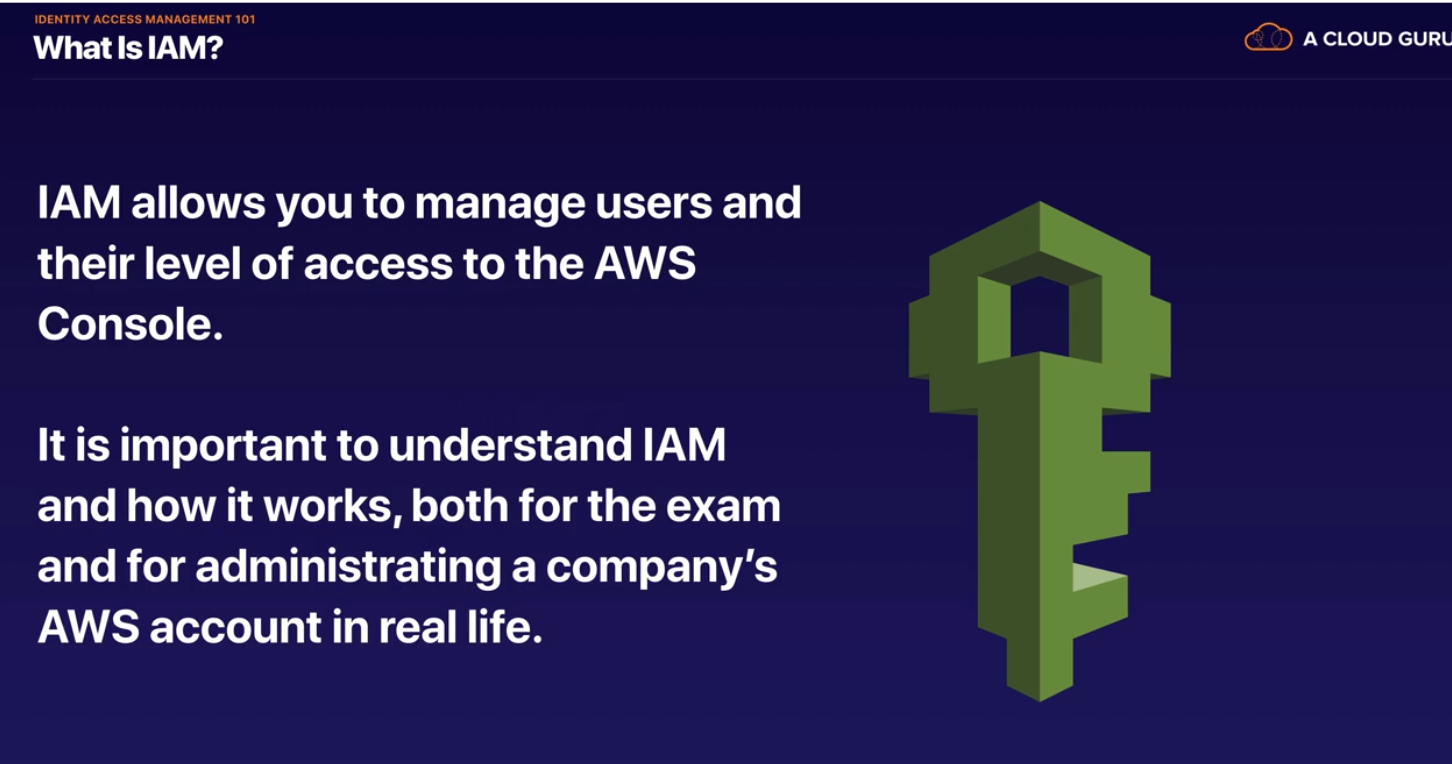 IDENTITY ACCESS MANAGEMENT 101
What Is IAM?
A CLOUD GURU
IAM allows you to manage users and
their level of access to the AWS
Console.
It is important to understand IAM
and how it works, both for the exam
and for administrating a company’s
AWS account in real life.